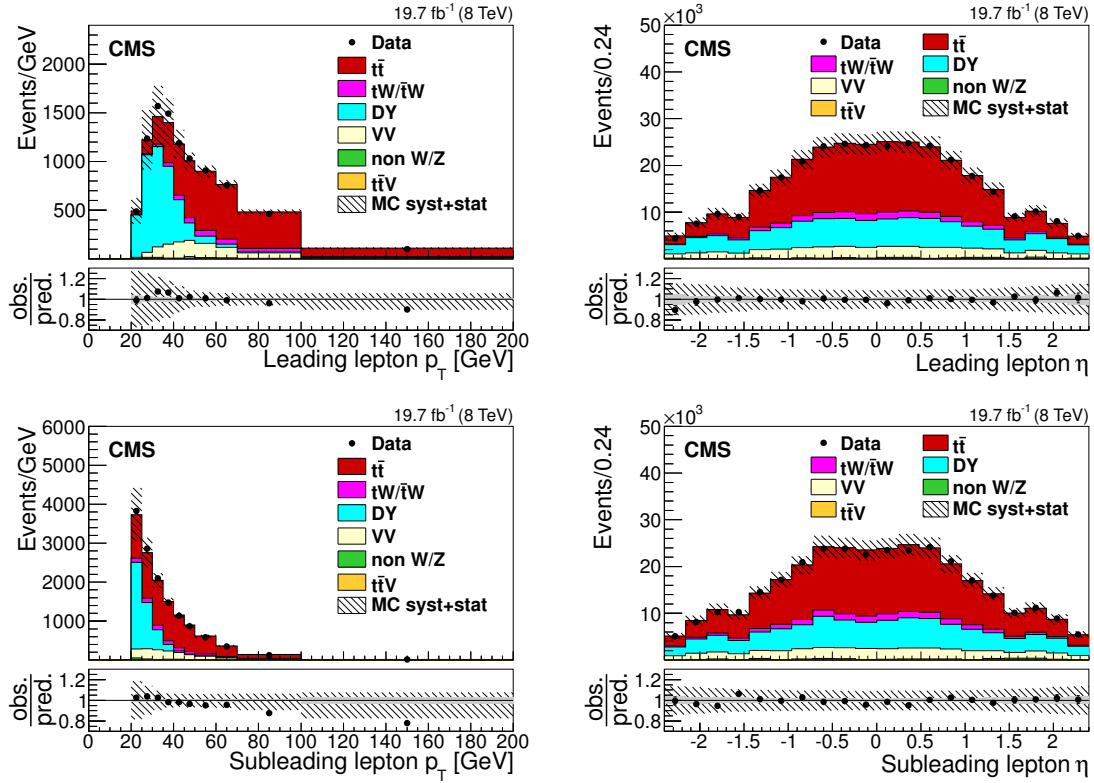 19.7 fb⁻¹ (8 TeV)
CMS
Data
tt̄
tW/t̄W
DY
VV
non W/Z
tt̄V
MC syst+stat
Events/GeV
2000
1500
1000
500
obs.
pred.
1.2
1
0.8
0 20 40 60 80 100 120 140 160 180 200
Leading lepton p_T [GeV]
×10³
19.7 fb⁻¹ (8 TeV)
CMS
Data
tt̄
tW/t̄W
DY
VV
non W/Z
tt̄V
MC syst+stat
Events/0.24
50
40
30
20
10
0
obs.
pred.
1.2
1
0.8
-2 -1.5 -1 -0.5 0 0.5 1 1.5 2
Leading lepton η
19.7 fb⁻¹ (8 TeV)
CMS
Data
tt̄
tW/t̄W
DY
VV
non W/Z
tt̄V
MC syst+stat
Events/GeV
6000
5000
4000
3000
2000
1000
0
obs.
pred.
1.2
1
0.8
0 20 40 60 80 100 120 140 160 180 200
Subleading lepton p_T [GeV]
×10³
19.7 fb⁻¹ (8 TeV)
CMS
Data
tt̄
tW/t̄W
DY
VV
non W/Z
tt̄V
MC syst+stat
Events/0.24
50
40
30
20
10
0
obs.
pred.
1.2
1
0.8
-2 -1.5 -1 -0.5 0 0.5 1 1.5 2
Subleading lepton η